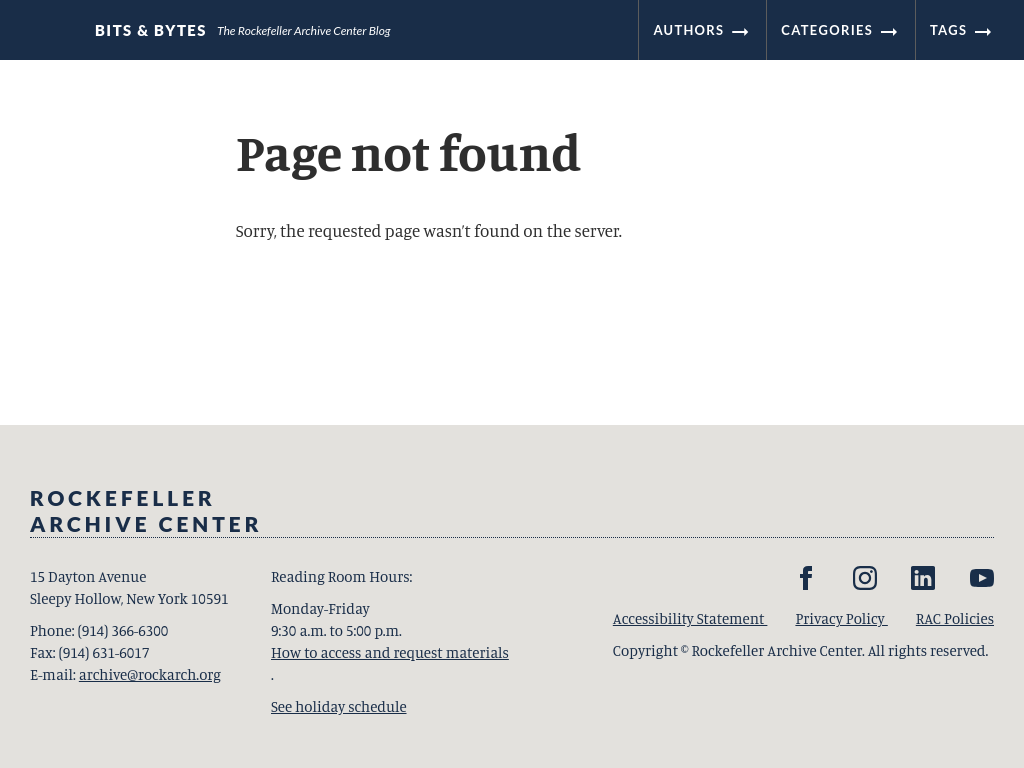 BITS & BYTES The Rockefeller Archive Center Blog
AUTHORS
CATEGORIES
TAGS
Page not found
Sorry, the requested page wasn't found on the server.
ROCKEFELLER
ARCHIVE CENTER
15 Dayton Avenue
Sleepy Hollow, New York 10591
Phone: (914) 366-6300
Fax: (914) 631-6017
E-mail: archive@rockarch.org
Reading Room Hours:
Monday-Friday
9:30 a.m. to 5:00 p.m.
How to access and request materials
.
See holiday schedule
Accessibility Statement
Privacy Policy
RAC Policies
Copyright © Rockefeller Archive Center. All rights reserved.